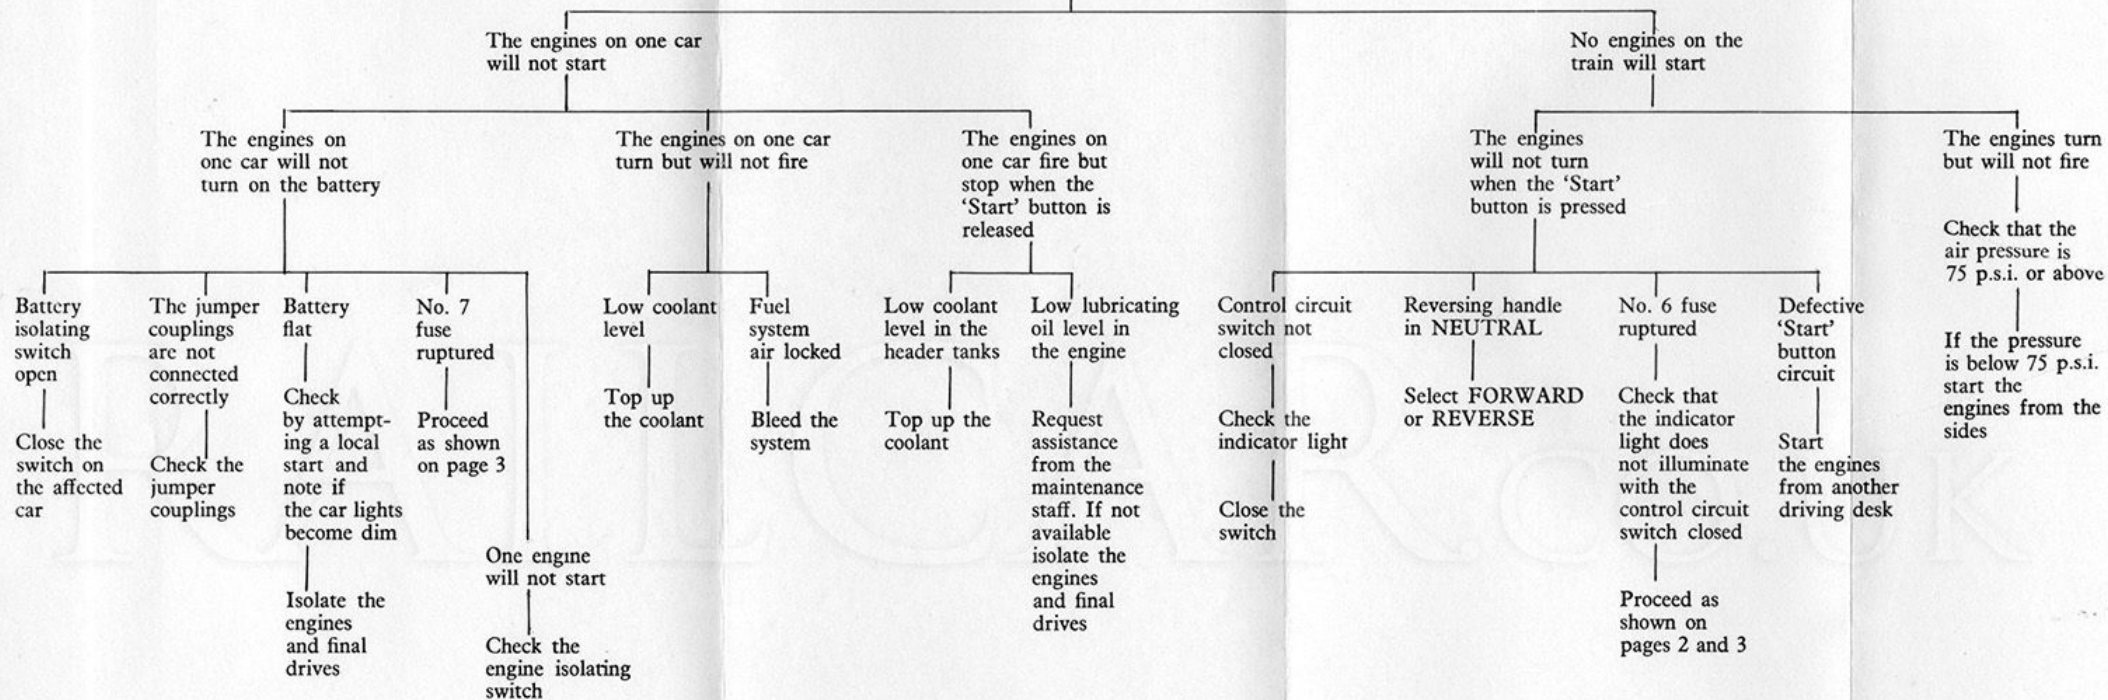 The engines on one car
will not start
No engines on the
train will start
The engines on
one car will not
turn on the battery
The engines on one car
turn but will not fire
The engines on
one car fire but
stop when the
‘Start’ button is
released
The engines
will not turn
when the ‘Start’
button is pressed
The engines turn
but will not fire
Battery
isolating
switch
open
Close the
switch on
the affected
car
The jumper
couplings
are not
connected
correctly
Check the
jumper
couplings
Battery
flat
Check
by attempt-
ing a local
start and
note if
the car lights
become dim
Isolate the
engines
and final
drives
No. 7
fuse
ruptured
Proceed
as shown
on page 3
One engine
will not start
Check the
engine isolating
switch
Low coolant
level
Top up
the coolant
Fuel
system
air locked
Bleed the
system
Low coolant
level in the
header tanks
Top up the
coolant
Low lubricating
oil level in
the engine
Request
assistance
from the
maintenance
staff. If not
available
isolate the
engines
and final
drives
Control circuit
switch not
closed
Check the
indicator light
Close the
switch
Reversing handle
in NEUTRAL
Select FORWARD
or REVERSE
No. 6 fuse
ruptured
Check that
the indicator
light does
not illuminate
with the
control circuit
switch closed
Proceed as
shown on
pages 2 and 3
Defective
‘Start’
button
circuit
Start
the engines
from another
driving desk
Check that the
air pressure is
75 p.s.i. or above
If the pressure
is below 75 p.s.i.
start the
engines from the
sides
RAILCAR.CO.UK